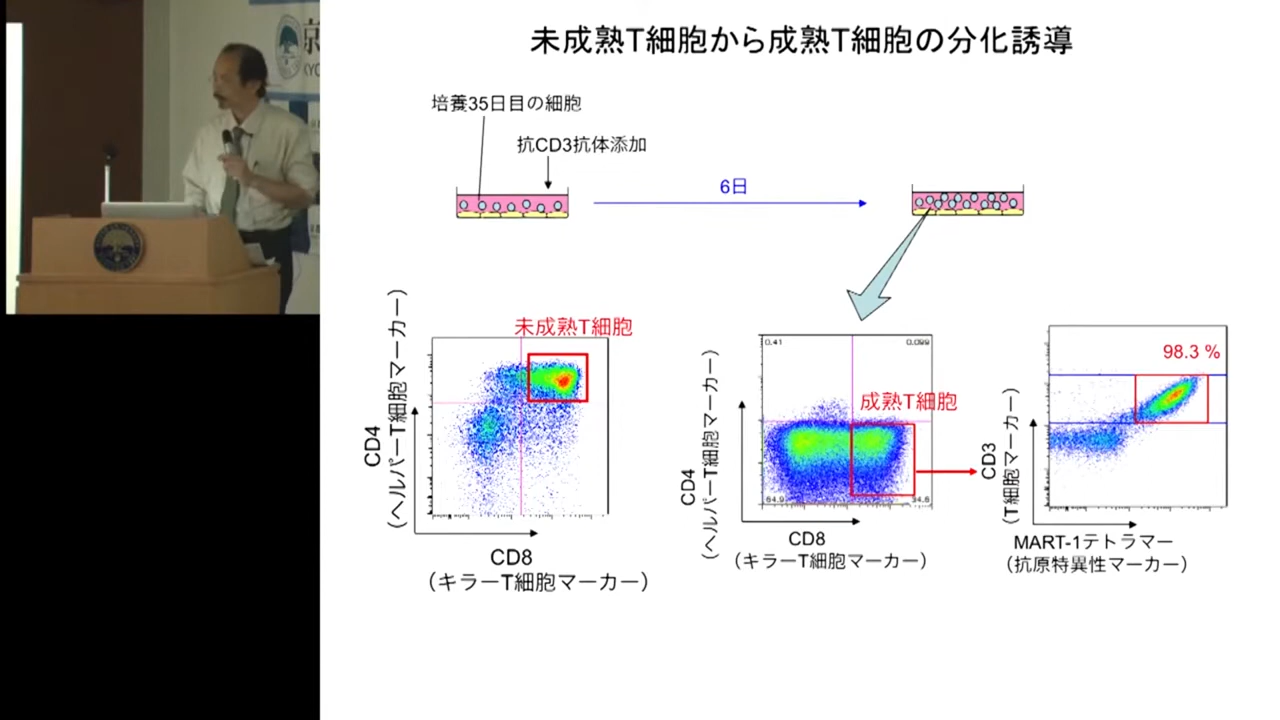 未成熟T細胞から成熟T細胞の分化誘導
培養35日目の細胞
抗CD3抗体添加
6日
未成熟T細胞
CD4
(ヘルパーT細胞マーカー)
CD8
(キラーT細胞マーカー)
0.41
0.099
成熟T細胞
64.9
34.6
CD4
(ヘルパーT細胞マーカー)
CD8
(キラーT細胞マーカー)
98.3 %
CD3
(T細胞マーカー)
MART-1テトラマー
(抗原特異性マーカー)
京
KYO